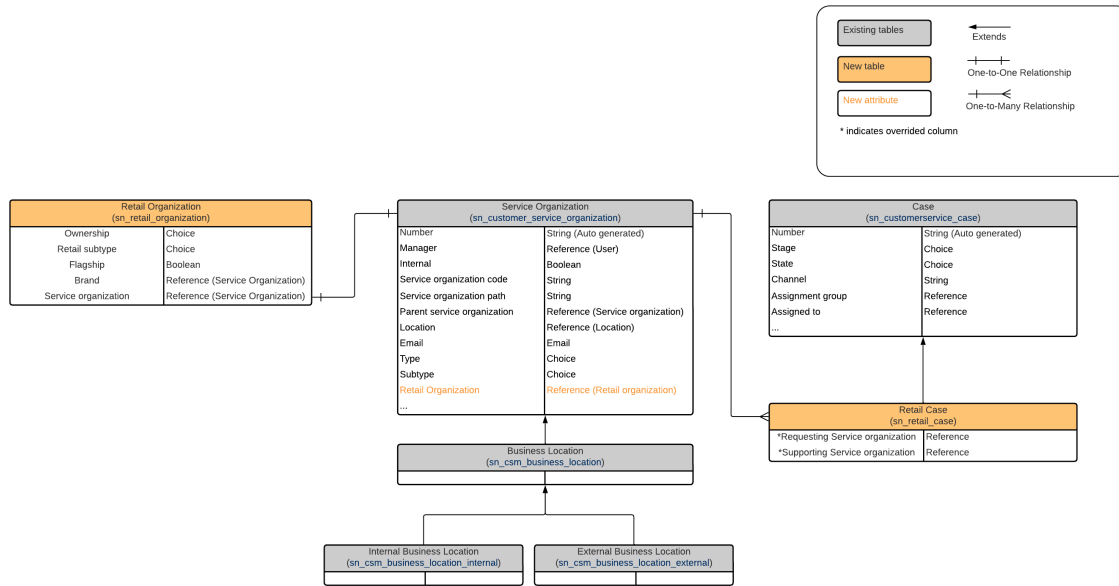 Existing tables
Extends
New table
One-to-One Relationship
New attribute
One-to-Many Relationship
* indicates overrided column
Retail Organization
(sn_retail_organization)
Ownership Choice
Retail subtype Choice
Flagship Boolean
Brand Reference (Service Organization)
Service organization Reference (Service Organization)
Service Organization
(sn_customer_service_organization)
Number String (Auto generated)
Manager Reference (User)
Internal Boolean
Service organization code String
Service organization path String
Parent service organization Reference (Service organization)
Location Reference (Location)
Email Email
Type Choice
Subtype Choice
Retail Organization Reference (Retail organization)
...
Case
(sn_customerservice_case)
Number String (Auto generated)
Stage Choice
State Choice
Channel String
Assignment group Reference
Assigned to Reference
...
Retail Case
(sn_retail_case)
*Requesting Service organization Reference
*Supporting Service organization Reference
Business Location
(sn_csm_business_location)
Internal Business Location
(sn_csm_business_location_internal)
External Business Location
(sn_csm_business_location_external)